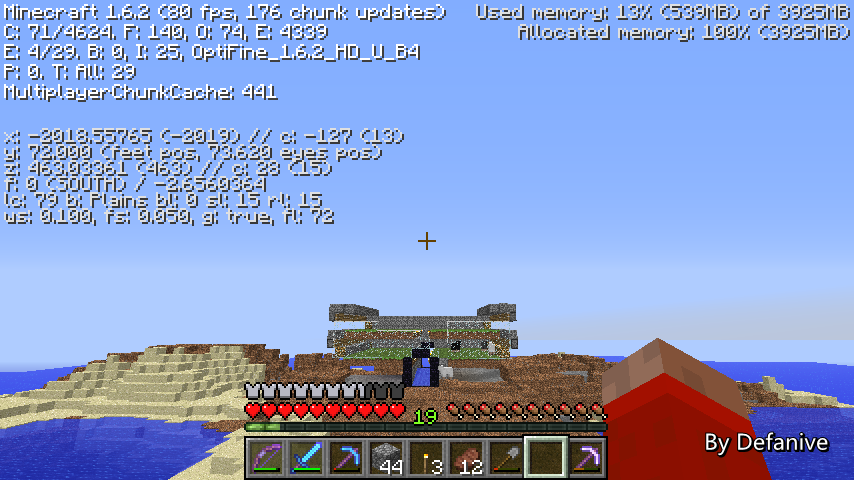 Minecraft 1.6.2 (80 fps, 176 chunk updates)
Used memory: 13% (539MB) of 3925MB
C: 71/4624, F: 140, O: 74, E: 4339
Allocated memory: 100% (3925MB)
E: 4/29, B: 0, I: 25, OptiFine_1.6.2_HD_U_B4
P: 0, T: All: 29
MultiplayerChunkCache: 441
x: -2018.55765 (-2019) // c: -127 (13)
y: 72.000 (feet pos, 73.620 eyes pos)
z: 463.03361 (463) // c: 28 (15)
f: 0 (SOUTH) / -2.6560364
lc: 79 b: Plains bl: 0 sl: 15 rl: 15
ws: 0.100, fs: 0.050, g: true, fl: 72
19
44
3
12
By Defanive